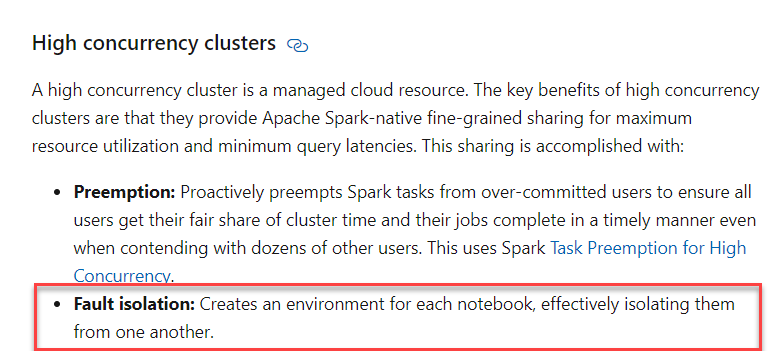 High concurrency clusters
A high concurrency cluster is a managed cloud resource. The key benefits of high concurrency
clusters are that they provide Apache Spark-native fine-grained sharing for maximum
resource utilization and minimum query latencies. This sharing is accomplished with:
• Preemption: Proactively preempts Spark tasks from over-committed users to ensure all
users get their fair share of cluster time and their jobs complete in a timely manner even
when contending with dozens of other users. This uses Spark Task Preemption for High
Concurrency.
• Fault isolation: Creates an environment for each notebook, effectively isolating them
from one another.